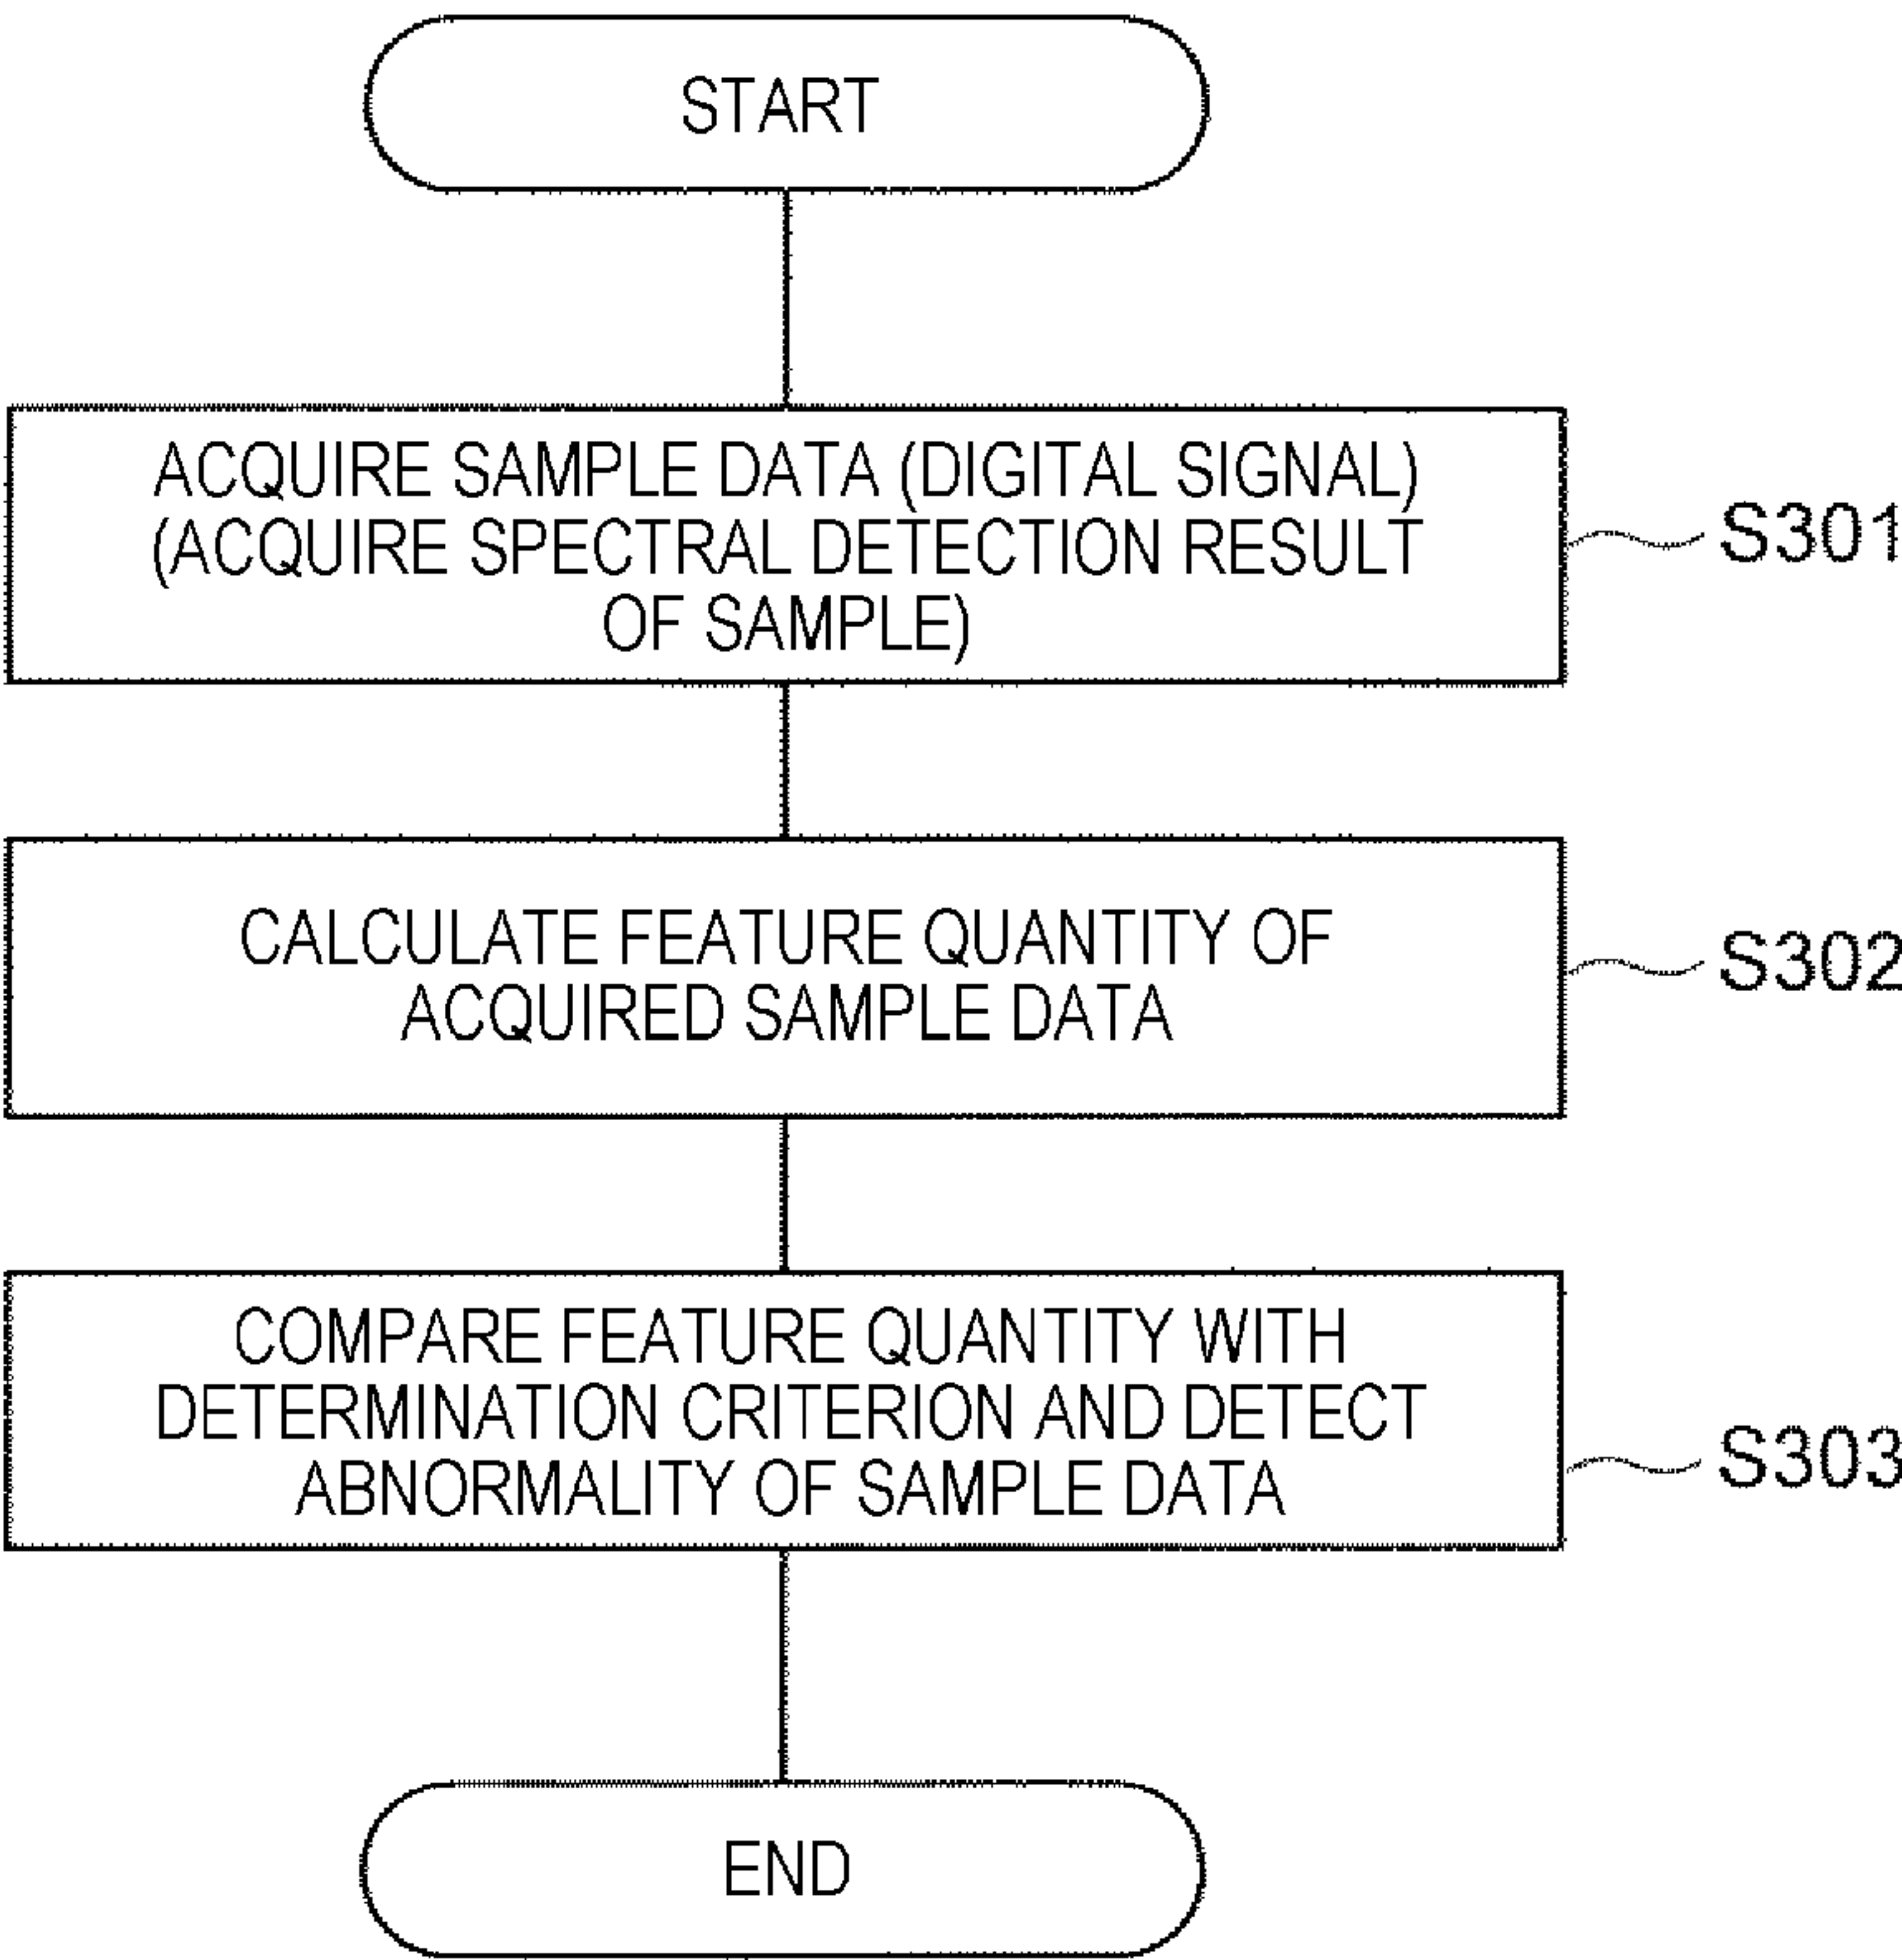 START
ACQUIRE SAMPLE DATA (DIGITAL SIGNAL)
(ACQUIRE SPECTRAL DETECTION RESULT
OF SAMPLE)
S301
CALCULATE FEATURE QUANTITY OF
ACQUIRED SAMPLE DATA
S302
COMPARE FEATURE QUANTITY WITH
DETERMINATION CRITERION AND DETECT
ABNORMALITY OF SAMPLE DATA
S303
END